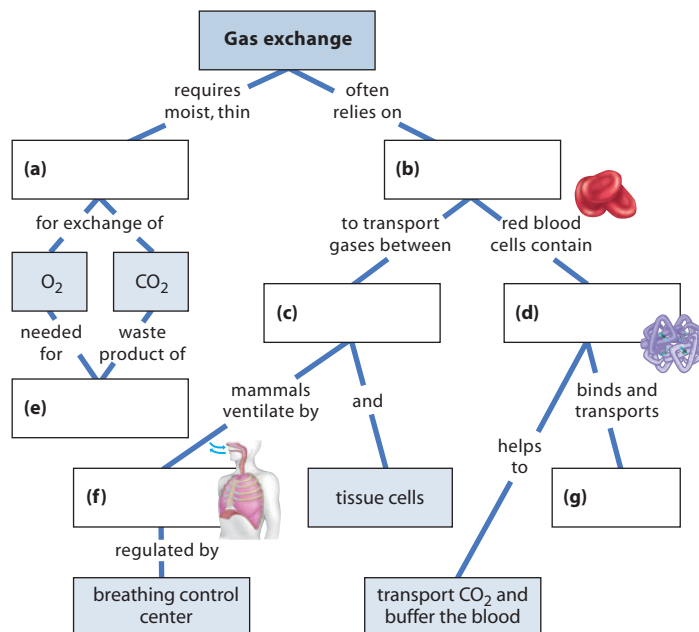 Gas exchange
requires
moist, thin
often
relies on
(a)
(b)
for exchange of
to transport
gases between
red blood
cells contain
O2
CO2
(c)
(d)
needed
for
waste
product of
(e)
mammals
ventilate by
and
binds and
transports
helps
to
(f)
tissue cells
(g)
regulated by
breathing control
center
transport CO2 and
buffer the blood